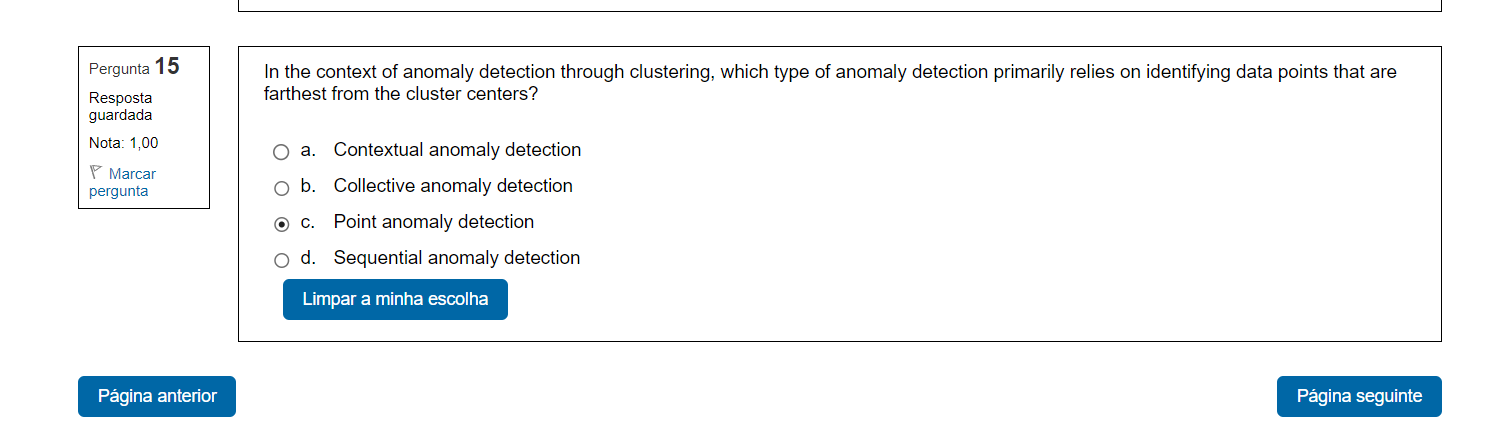 Pergunta 15
Resposta
guardada
Nota: 1,00
Marcar
pergunta
In the context of anomaly detection through clustering, which type of anomaly detection primarily relies on identifying data points that are
farthest from the cluster centers?
a. Contextual anomaly detection
b. Collective anomaly detection
c. Point anomaly detection
d. Sequential anomaly detection
Limpar a minha escolha
Página anterior
Página seguinte